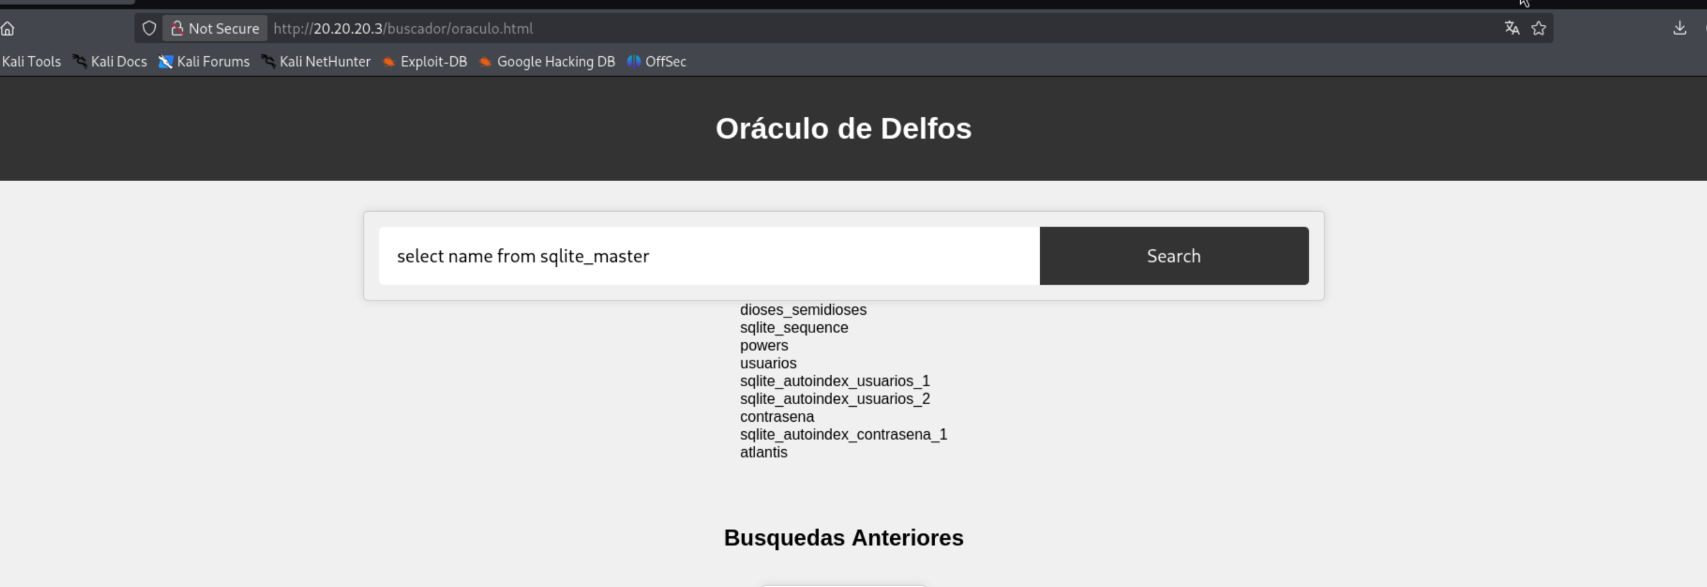 Not Secure http://20.20.20.3/buscador/oraculo.html
Kali Tools Kali Docs Kali Forums Kali NetHunter Exploit-DB Google Hacking DB OffSec
Oráculo de Delfos
select name from sqlite_master Search
dioses_semidioses
sqlite_sequence
powers
usuarios
sqlite_autoindex_usuarios_1
sqlite_autoindex_usuarios_2
contrasena
sqlite_autoindex_contrasena_1
atlantis
Busquedas Anteriores